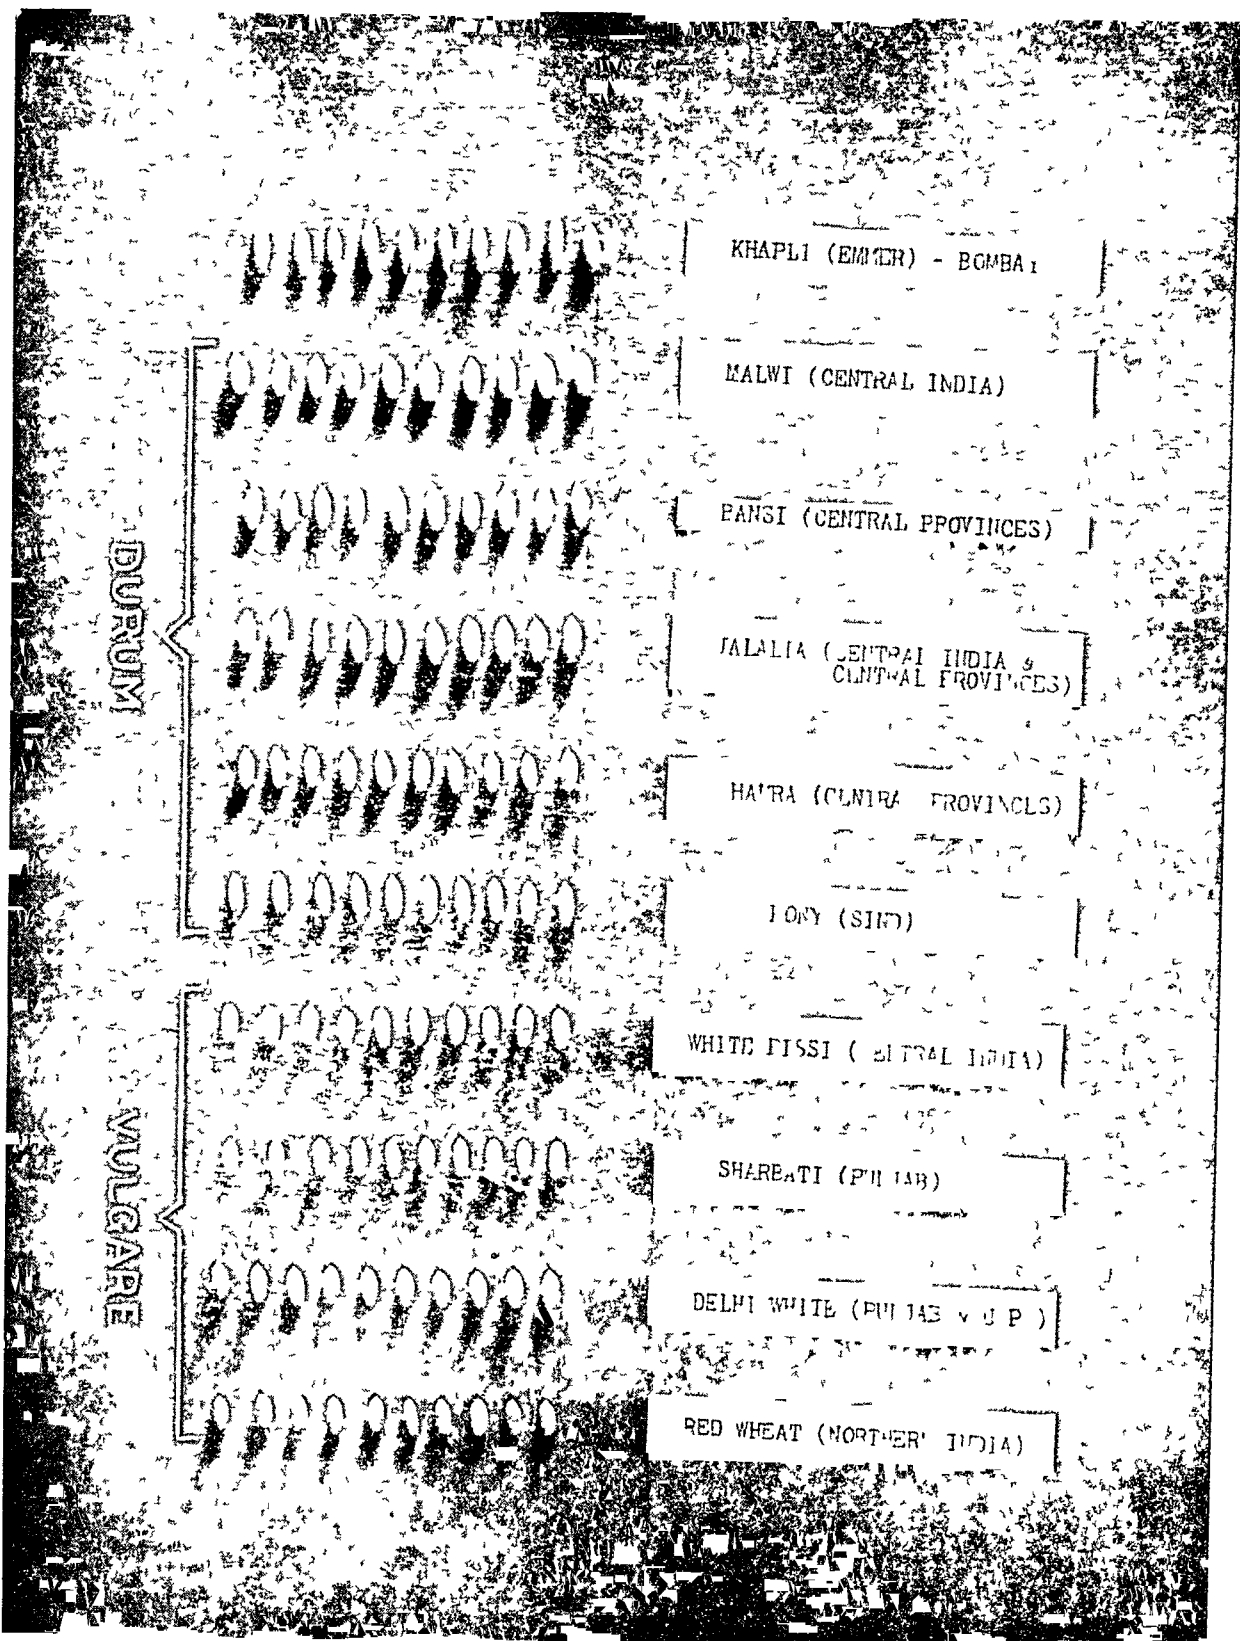 KHAPLI (EMMER) - BOMBAY
MALWI (CENTRAL INDIA)
BANSI (CENTRAL PROVINCES)
JALALIA (CENTRAL INDIA &
CENTRAL PROVINCES)
(CENTRAL PROVINCES)
(SIND)
WHITE PISSI (CENTRAL INDIA)
SHARBATI (PUNJAB)
DELHI WHITE (PUNJAB & U P )
RED WHEAT (NORTHERN INDIA)
DURUM
VULGARE